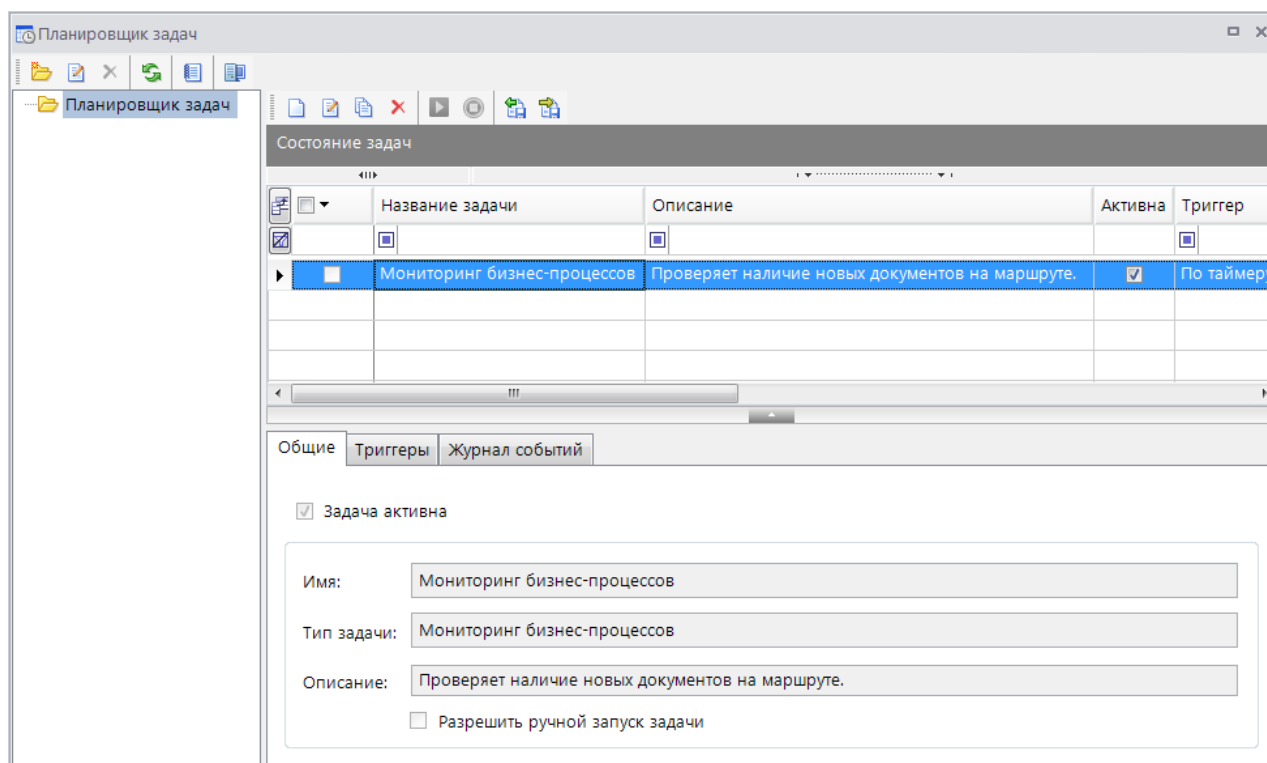 Планировщик задач
Планировщик задач
Состояние задач
Название задачи Описание Активна Триггер
Мониторинг бизнес-процессов Проверяет наличие новых документов на маршруте. По таймеру
Общие Триггеры Журнал событий
Задача активна
Имя: Мониторинг бизнес-процессов
Тип задачи: Мониторинг бизнес-процессов
Описание: Проверяет наличие новых документов на маршруте.
Разрешить ручной запуск задачи